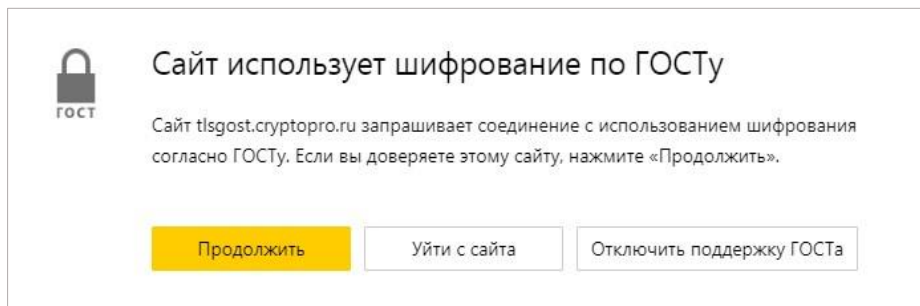 Сайт использует шифрование по ГОСТу
ГОСТ
Сайт tlsgost.cryptopro.ru запрашивает соединение с использованием шифрования
согласно ГОСТу. Если вы доверяете этому сайту, нажмите «Продолжить».
Продолжить
Уйти с сайта
Отключить поддержку ГОСТа